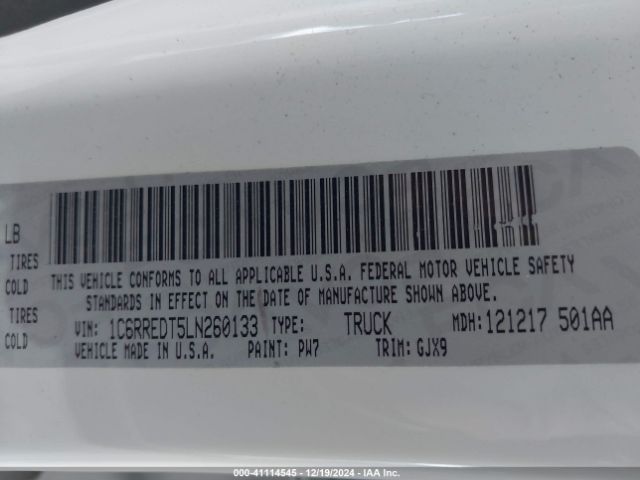 LB
TIRES
COLD
TIRES
COLD
THIS VEHICLE CONFORMS TO ALL APPLICABLE U.S.A. FEDERAL MOTOR VEHICLE SAFETY
STANDARDS IN EFFECT ON THE DATE OF MANUFACTURE SHOWN ABOVE.
VIN: 1C6RREDT5LN260133 TYPE: TRUCK MDH:121217 501AA
VEHICLE MADE IN U.S.A. PAINT: PW7 TRIM: GJX9
000-41114545 - 12/19/2024 - IAA